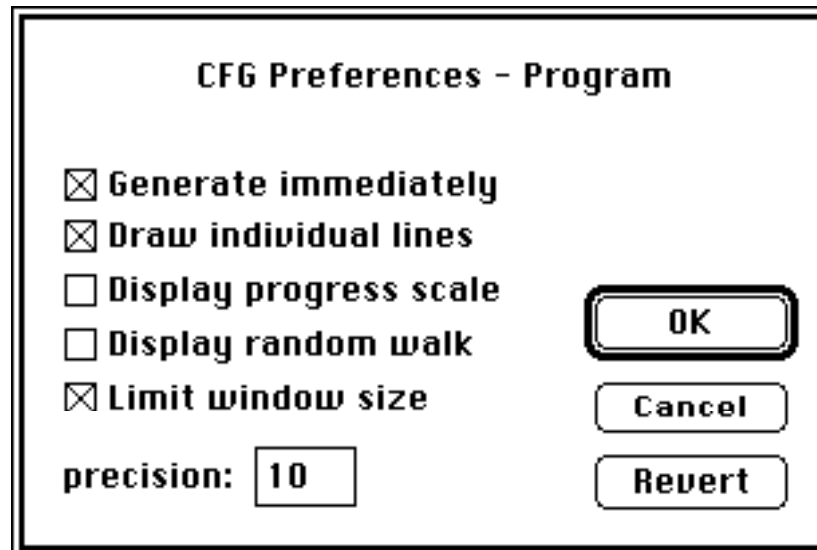 CFG Preferences - Program
Generate immediately
Draw individual lines
Display progress scale
Display random walk
Limit window size
precision: 10
OK
Cancel
Revert